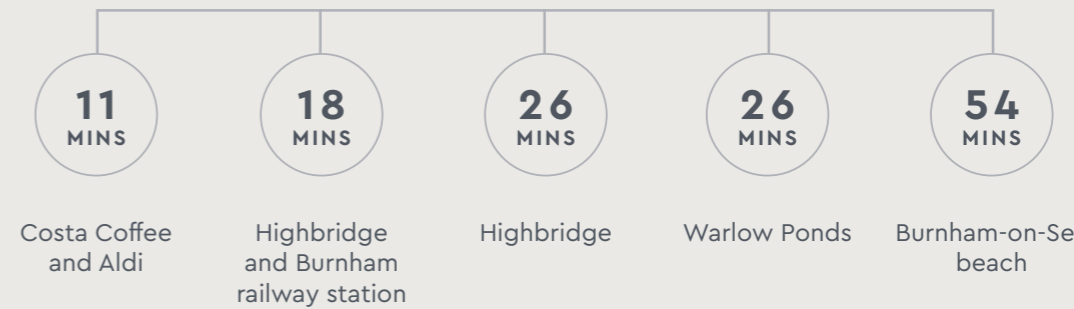 11
MINS
Costa Coffee
and Aldi
18
MINS
Highbridge
and Burnham
railway station
26
MINS
Highbridge
26
MINS
Warlow Ponds
54
MINS
Burnham-on-Se
beach